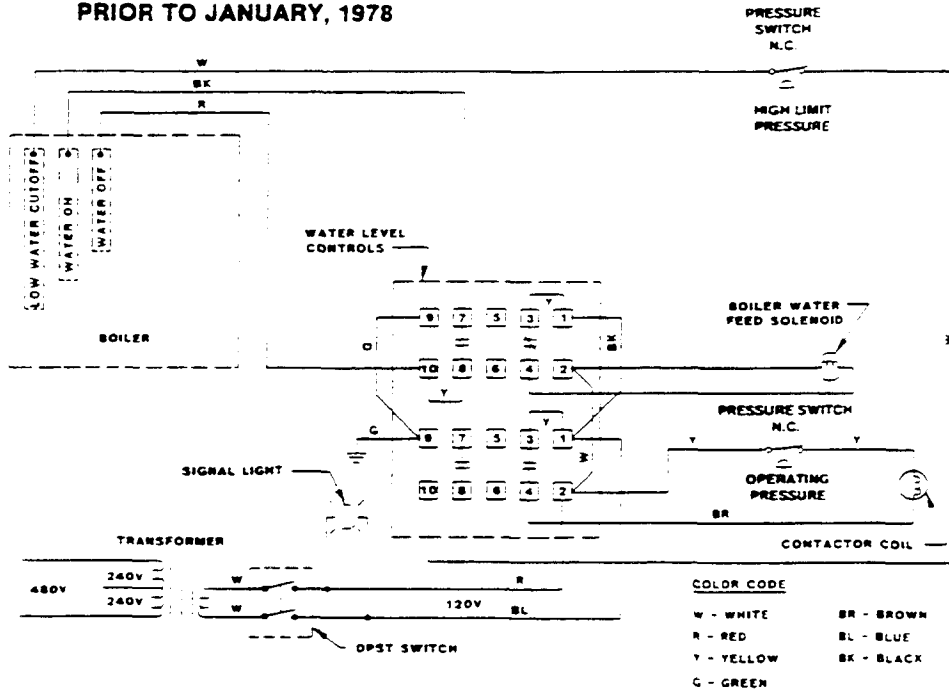 PRIOR TO JANUARY, 1978
PRESSURE
SWITCH
N.C.
W
BK
R
HIGH LIMIT
PRESSURE
LOW WATER CUTOFF
WATER ON
WATER OFF
BOILER
WATER LEVEL
CONTROLS
Y
9 7 5 3 1
BOILER WATER
FEED SOLENOID
G
BK
10 8 6 4 2
Y
Y
PRESSURE SWITCH
N.C.
G
9 7 5 3 1
W
Y
Y
SIGNAL LIGHT
10 8 6 4 2
OPERATING
PRESSURE
BR
TRANSFORMER
CONTACTOR COIL
480V
240V
240V
W
W
R
120V
BL
DPST SWITCH
COLOR CODE
W - WHITE
BR - BROWN
R - RED
BL - BLUE
Y - YELLOW
BK - BLACK
G - GREEN